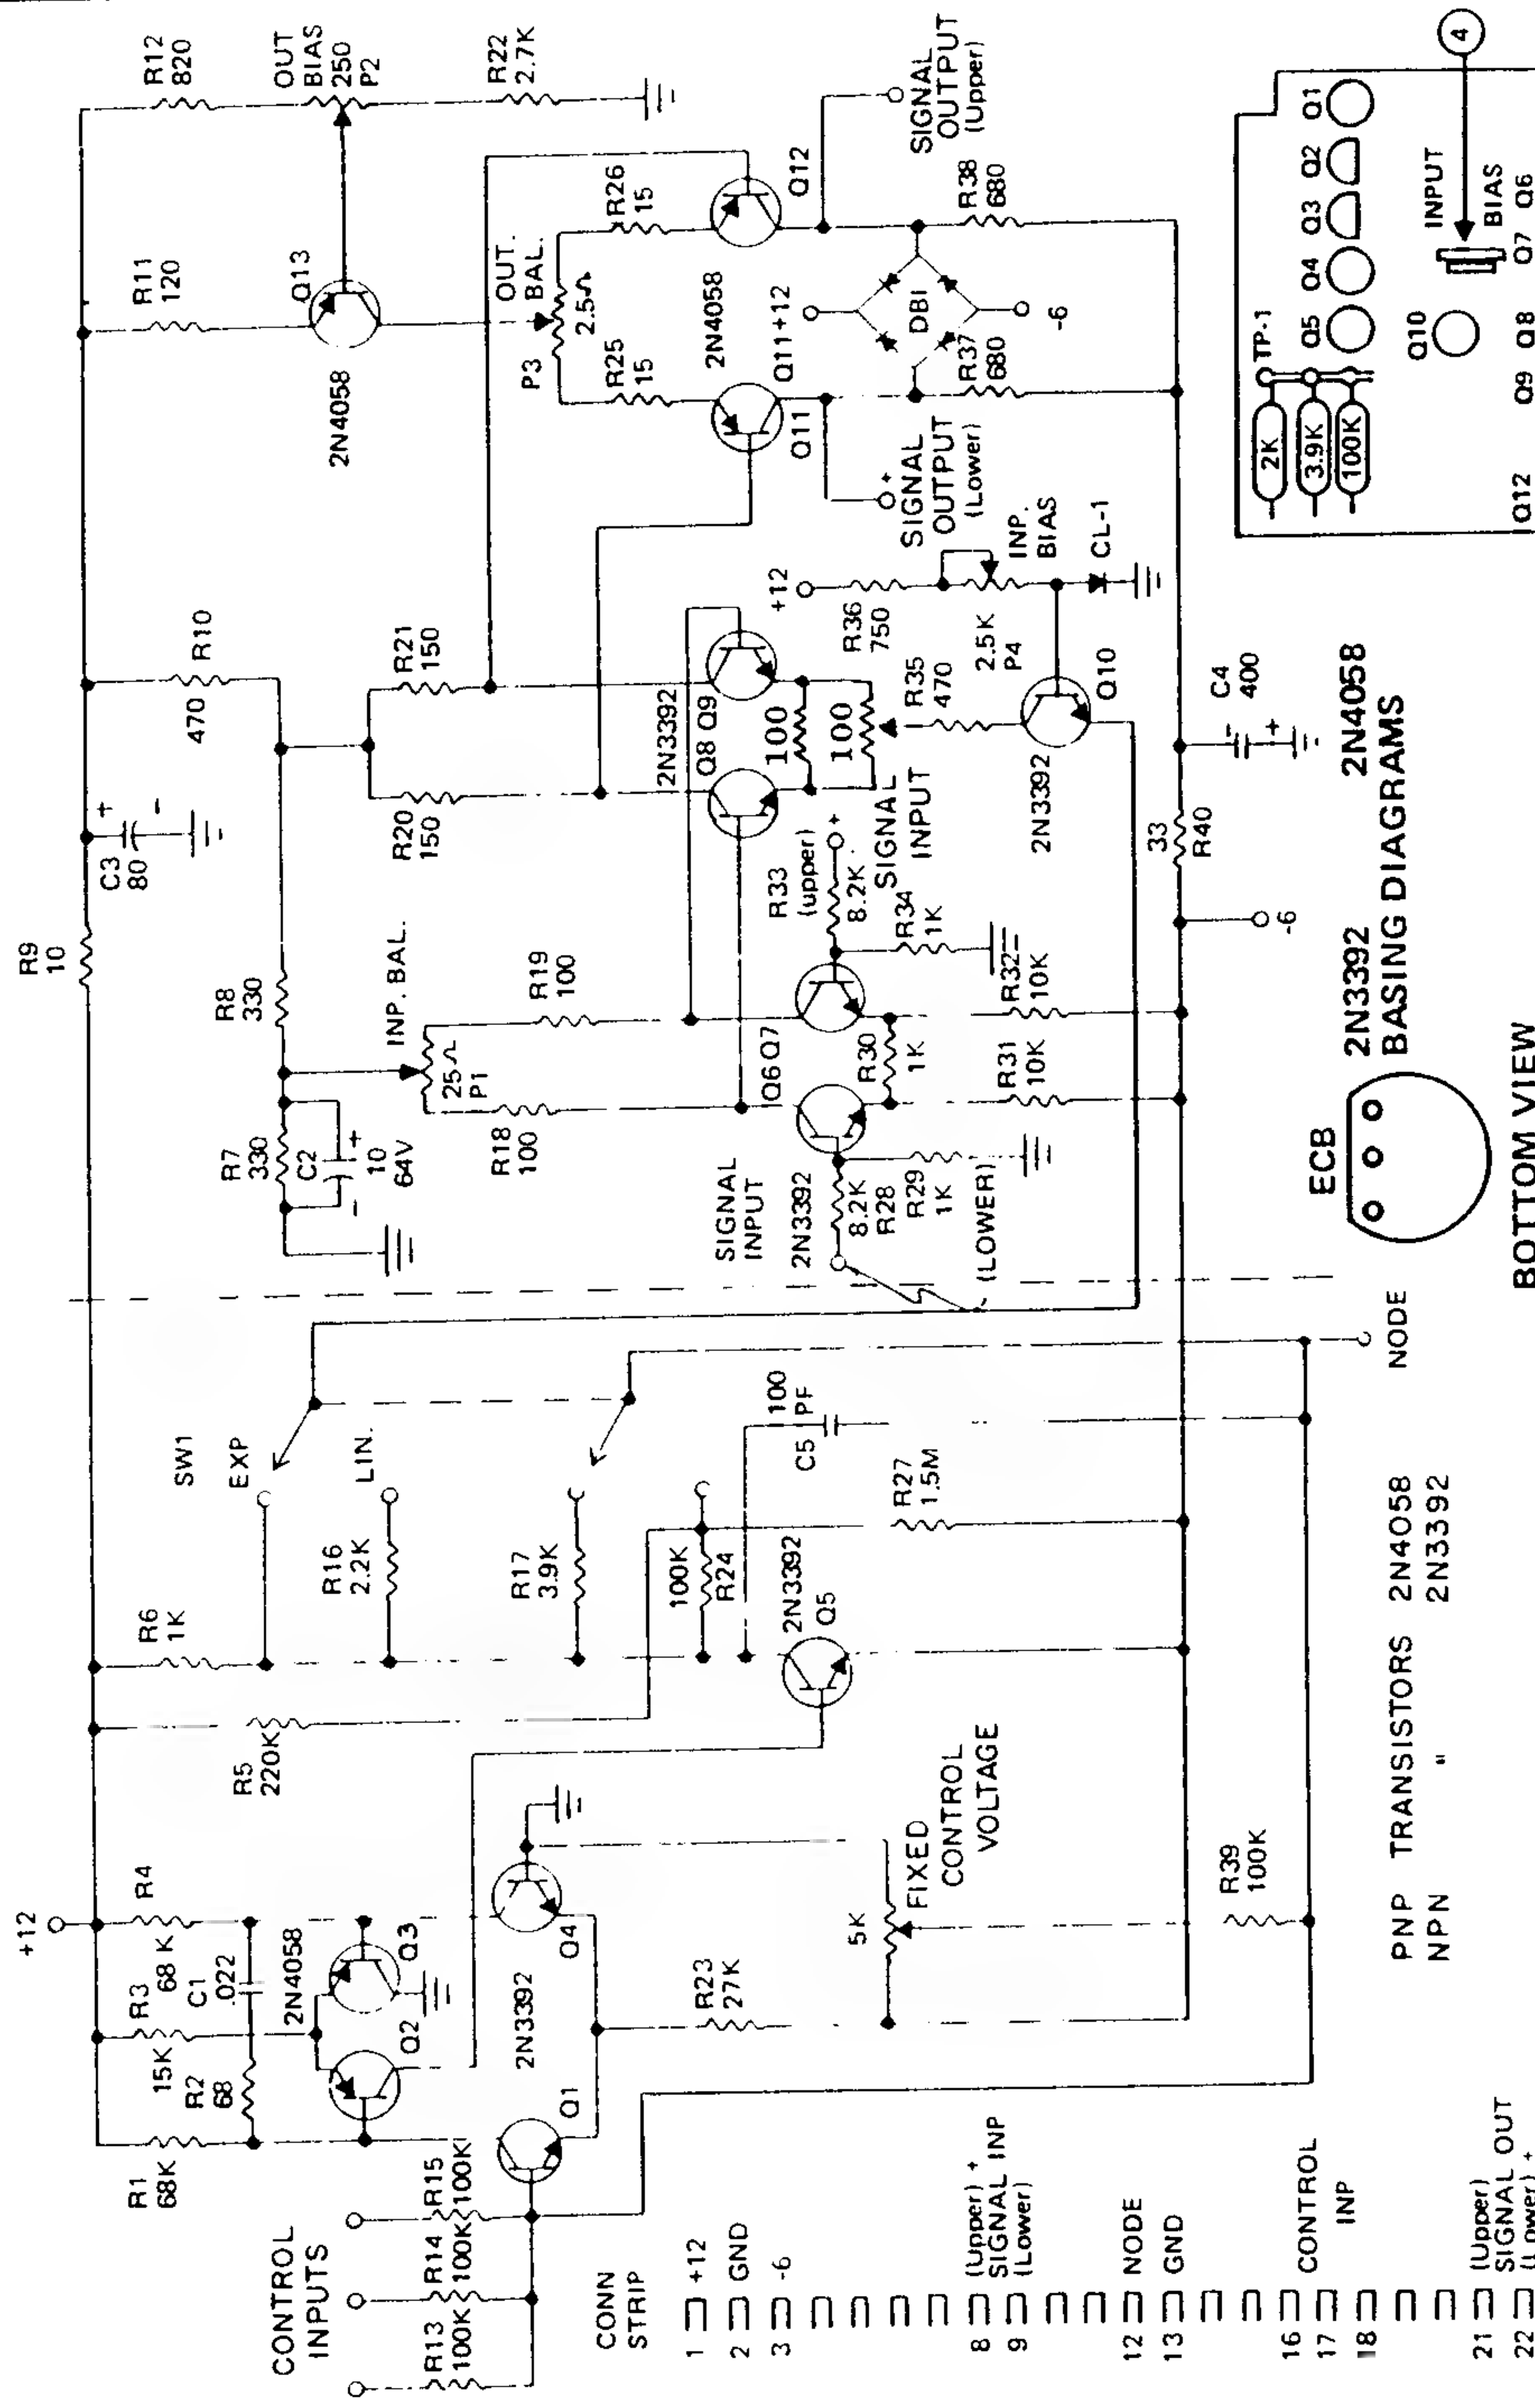 R9
10
+12
R12
820
OUT
BIAS
250
P2
R22
2.7K
R11
120
Q13
2N4058
R10
470
C3
80
+
-
R8
330
R7
330
C2
10
64V
+
-
INP. BAL.
25Ω
P1
R19
100
R18
100
R20
150
R21
150
OUT.
BAL.
P3
2.5Ω
R26
15
R25
15
2N4058
Q12
Q11
Q11+12
SIGNAL
OUTPUT
(Upper)
R38
680
R37
680
DBI
-6
+
SIGNAL
OUTPUT
(Lower)
2N3392
Q8 Q9
100
100
+12
R36
750
INP.
BIAS
2.5K
P4
CL-1
R35
470
Q10
2N3392
R33
(upper)
+
8.2K
SIGNAL
INPUT
R34
1K
Q6 Q7
R30
1K
R32
10K
R31
10K
SIGNAL
INPUT
2N3392
8.2K
R28
R29
1K
(LOWER)
33
R40
-6
C4
400
-
+
SW1
EXP
LIN.
R6
1K
R16
2.2K
R17
3.9K
100K
R24
100
PF
C5
R27
1.5M
2N3392
Q5
R5
220K
R4
68 K
R3
15K
C1
.022
R2
68
R1
68K
2N4058
Q3
Q2
2N3392
Q4
Q1
R23
27K
5K
FIXED
CONTROL
VOLTAGE
R39
100K
NODE
CONTROL
INPUTS
R13
100K
R14
100K
R15
100K
CONN
STRIP
1 +12
2 GND
3 -6
8 (Upper) +
SIGNAL INP
9 (Lower)
12 NODE
13 GND
16
17
18
CONTROL
INP
21 (Upper)
SIGNAL OUT
22 (Lower) +
PNP TRANSISTORS 2N4058
NPN " 2N3392
ECB
2N3392 2N4058
BASING DIAGRAMS
BOTTOM VIEW
TP-1
2K
3.9K
100K
Q5
Q4
Q3
Q2
Q1
Q10
INPUT
BIAS
4
Q12
Q9
Q8
Q7
Q6